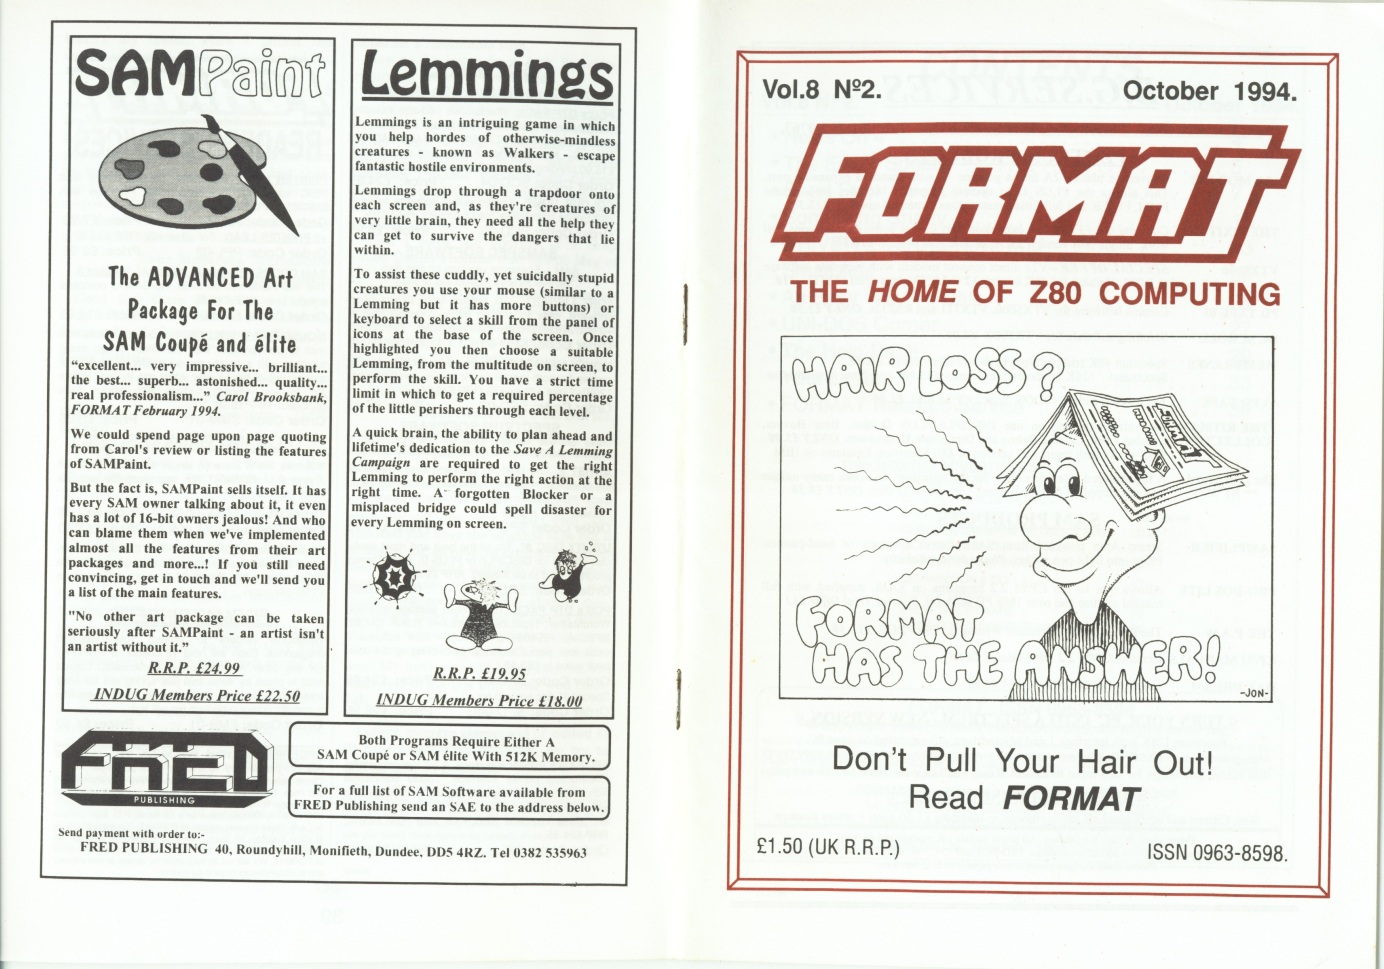 SAMPaint
The ADVANCED Art
Package For The
SAM Coupé and élite
“excellent... very impressive... brilliant...
the best... superb... astonished... quality...
real professionalism...” Carol Brooksbank,
FORMAT February 1994.
We could spend page upon page quoting
from Carol's review or listing the features
of SAMPaint.
But the fact is, SAMPaint sells itself. It has
every SAM owner talking about it, it even
has a lot of 16-bit owners jealous! And who
can blame them when we've implemented
almost all the features from their art
packages and more...! If you still need
convincing, get in touch and we'll send you
a list of the main features.
"No other art package can be taken
seriously after SAMPaint - an artist isn't
an artist without it.”
R.R.P. £24.99
INDUG Members Price £22.50
Lemmings
Lemmings is an intriguing game in which
you help hordes of otherwise-mindless
creatures - known as Walkers - escape
fantastic hostile environments.
Lemmings drop through a trapdoor onto
each screen and, as they're creatures of
very little brain, they need all the help they
can get to survive the dangers that lie
within.
To assist these cuddly, yet suicidally stupid
creatures you use your mouse (similar to a
Lemming but it has more buttons) or
keyboard to select a skill from the panel of
icons at the base of the screen. Once
highlighted you then choose a suitable
Lemming, from the multitude on screen, to
perform the skill. You have a strict time
limit in which to get a required percentage
of the little perishers through each level.
A quick brain, the ability to plan ahead and
lifetime's dedication to the Save A Lemming
Campaign are required to get the right
Lemming to perform the right action at the
right time. A forgotten Blocker or a
misplaced bridge could spell disaster for
every Lemming on screen.
R.R.P. £19.95
INDUG Members Price £18.00
FRED
PUBLISHING
Both Programs Require Either A
SAM Coupé or SAM élite With 512K Memory.
For a full list of SAM Software available from
FRED Publishing send an SAE to the address below.
Send payment with order to:-
FRED PUBLISHING 40, Roundyhill, Monifieth, Dundee, DD5 4RZ. Tel 0382 535963
Vol.8 Nº2.
October 1994.
FORMAT
THE HOME OF Z80 COMPUTING
HAIR LOSS?
FORMAT
FORMAT
HAS THE ANSWER!
-JON-
Don't Pull Your Hair Out!
Read FORMAT
£1.50 (UK R.R.P.)
ISSN 0963-8598.